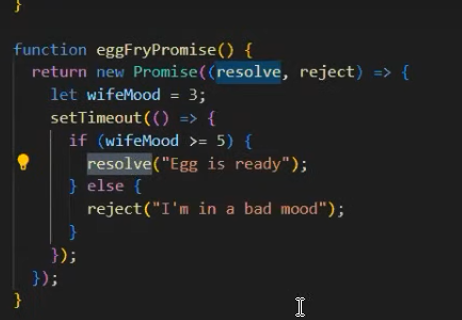 }
function eggFryPromise() {
  return new Promise((resolve, reject) => {
    let wifeMood = 3;
    setTimeout(() => {
      if (wifeMood >= 5) {
        resolve("Egg is ready");
      } else {
        reject("I'm in a bad mood");
      }
    });
  });
}